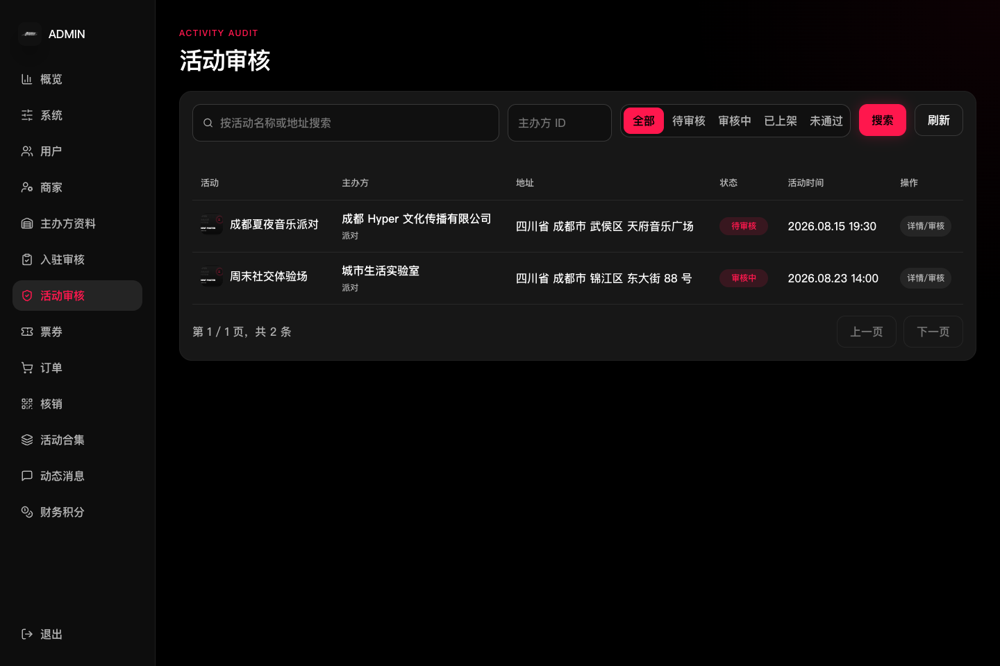 ADMIN
概览
系统
用户
商家
主办方资料
入驻审核
活动审核
票券
订单
核销
活动合集
动态消息
财务积分
退出
ACTIVITY AUDIT
活动审核
按活动名称或地址搜索
主办方 ID
全部 待审核 审核中 已上架 未通过
搜索
刷新
活动 主办方 地址 状态 活动时间 操作
成都夏夜音乐派对 成都 Hyper 文化传播有限公司 四川省 成都市 武侯区 天府音乐广场 待审核 2026.08.15 19:30 详情/审核
派对
周末社交体验场 城市生活实验室 四川省 成都市 锦江区 东大街 88 号 审核中 2026.08.23 14:00 详情/审核
派对
第 1 / 1 页，共 2 条
上一页 下一页